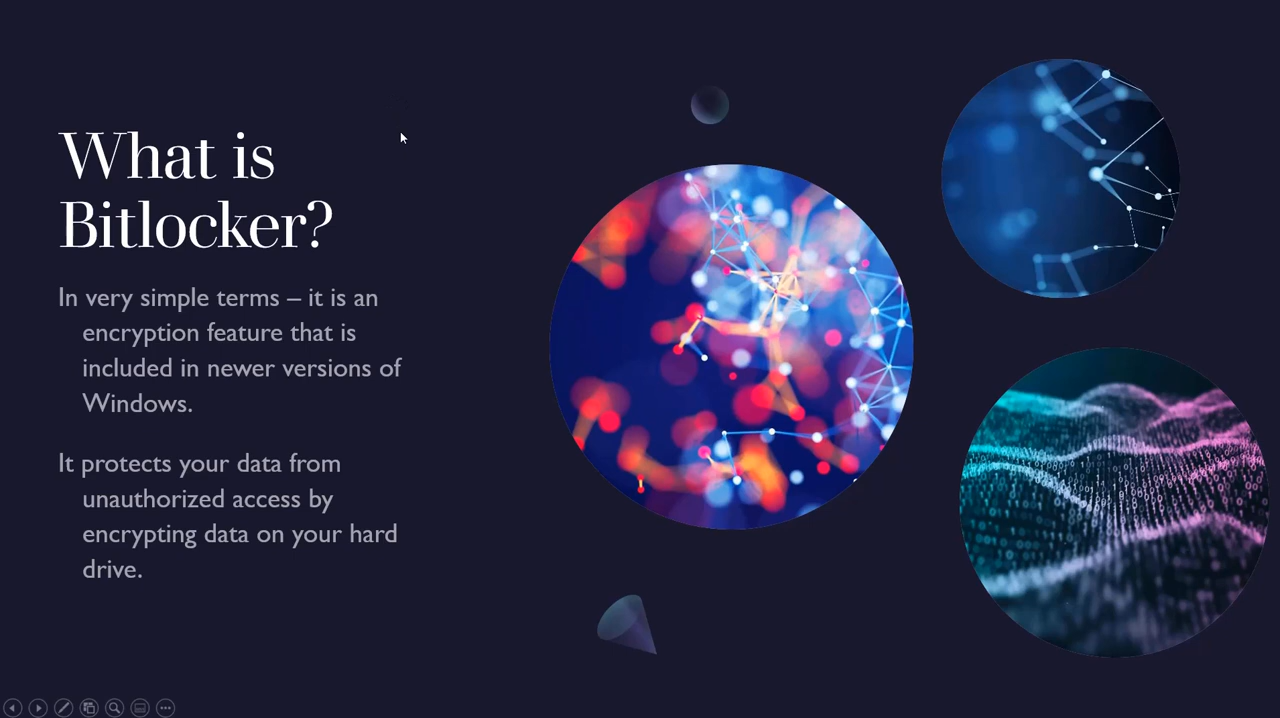 What is
Bitlocker?
In very simple terms – it is an
encryption feature that is
included in newer versions of
Windows.
It protects your data from
unauthorized access by
encrypting data on your hard
drive.